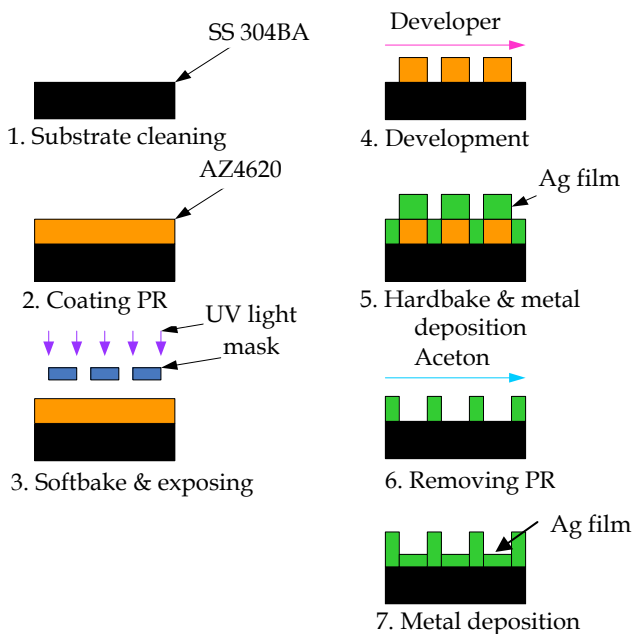 SS 304BA
1. Substrate cleaning
AZ4620
2. Coating PR
UV light
mask
3. Softbake & exposing
Developer
4. Development
Ag film
5. Hardbake & metal
deposition
Aceton
6. Removing PR
Ag film
7. Metal deposition